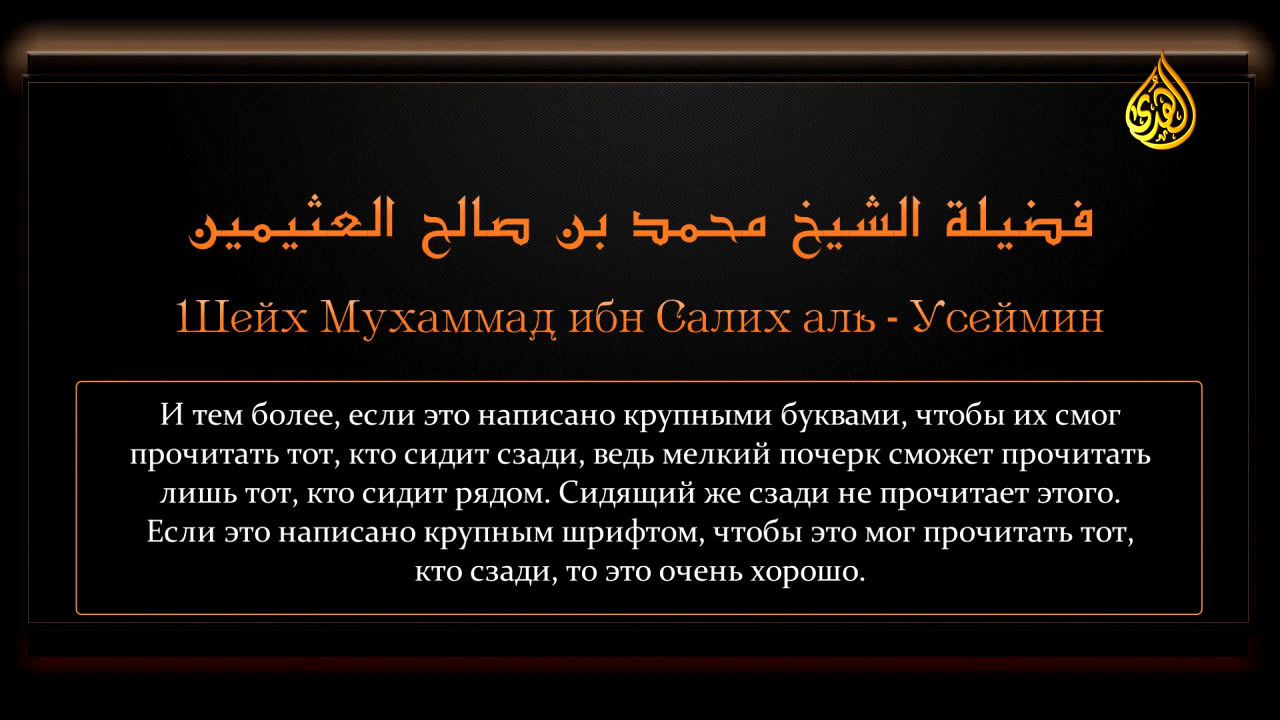 الهدى
فضيلة الشيخ محمد بن صالح العثيمين
Шейх Мухаммад ибн Салих аль - Усеймин
И тем более, если это написано крупными буквами, чтобы их смог
прочитать тот, кто сидит сзади, ведь мелкий почерк сможет прочитать
лишь тот, кто сидит рядом. Сидящий же сзади не прочитает этого.
Если это написано крупным шрифтом, чтобы это мог прочитать тот,
кто сзади, то это очень хорошо.